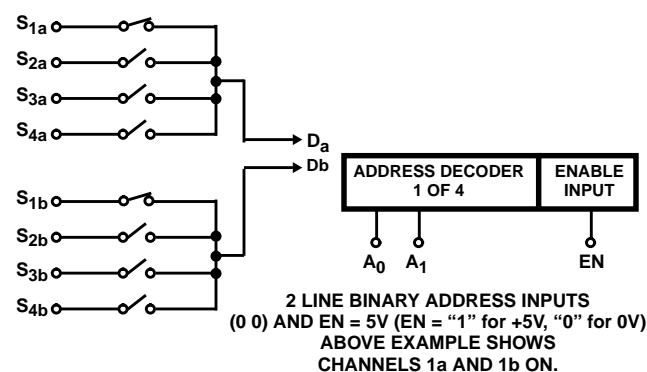 S1a
S2a
S3a
S4a
Da
Db
S1b
S2b
S3b
S4b
ADDRESS DECODER
1 OF 4
ENABLE
INPUT
A0
A1
EN
2 LINE BINARY ADDRESS INPUTS
(0 0) AND EN = 5V (EN = “1” for +5V, “0” for 0V)
ABOVE EXAMPLE SHOWS
CHANNELS 1a AND 1b ON.